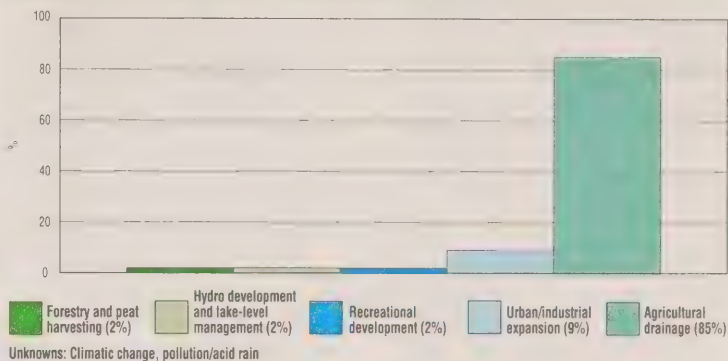 100
80
60
40
20
0
%
Forestry and peat
harvesting (2%)
Hydro development
and lake-level
management (2%)
Recreational
development (2%)
Urban/industrial
expansion (9%)
Agricultural
drainage (85%)
Unknowns: Climatic change, pollution/acid rain